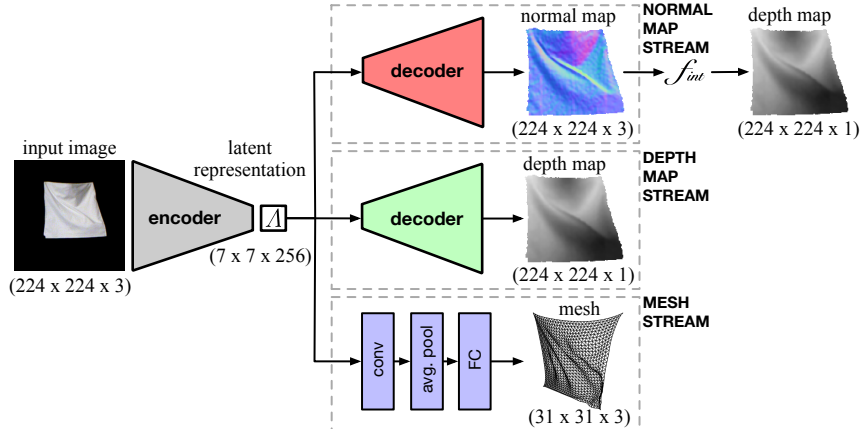 input image
(224 x 224 x 3)
encoder
latent
representation
Λ
(7 x 7 x 256)
decoder
normal map
(224 x 224 x 3)
NORMAL
MAP
STREAM
f int
depth map
(224 x 224 x 1)
decoder
depth map
(224 x 224 x 1)
DEPTH
MAP
STREAM
conv
avg. pool
FC
mesh
(31 x 31 x 3)
MESH
STREAM